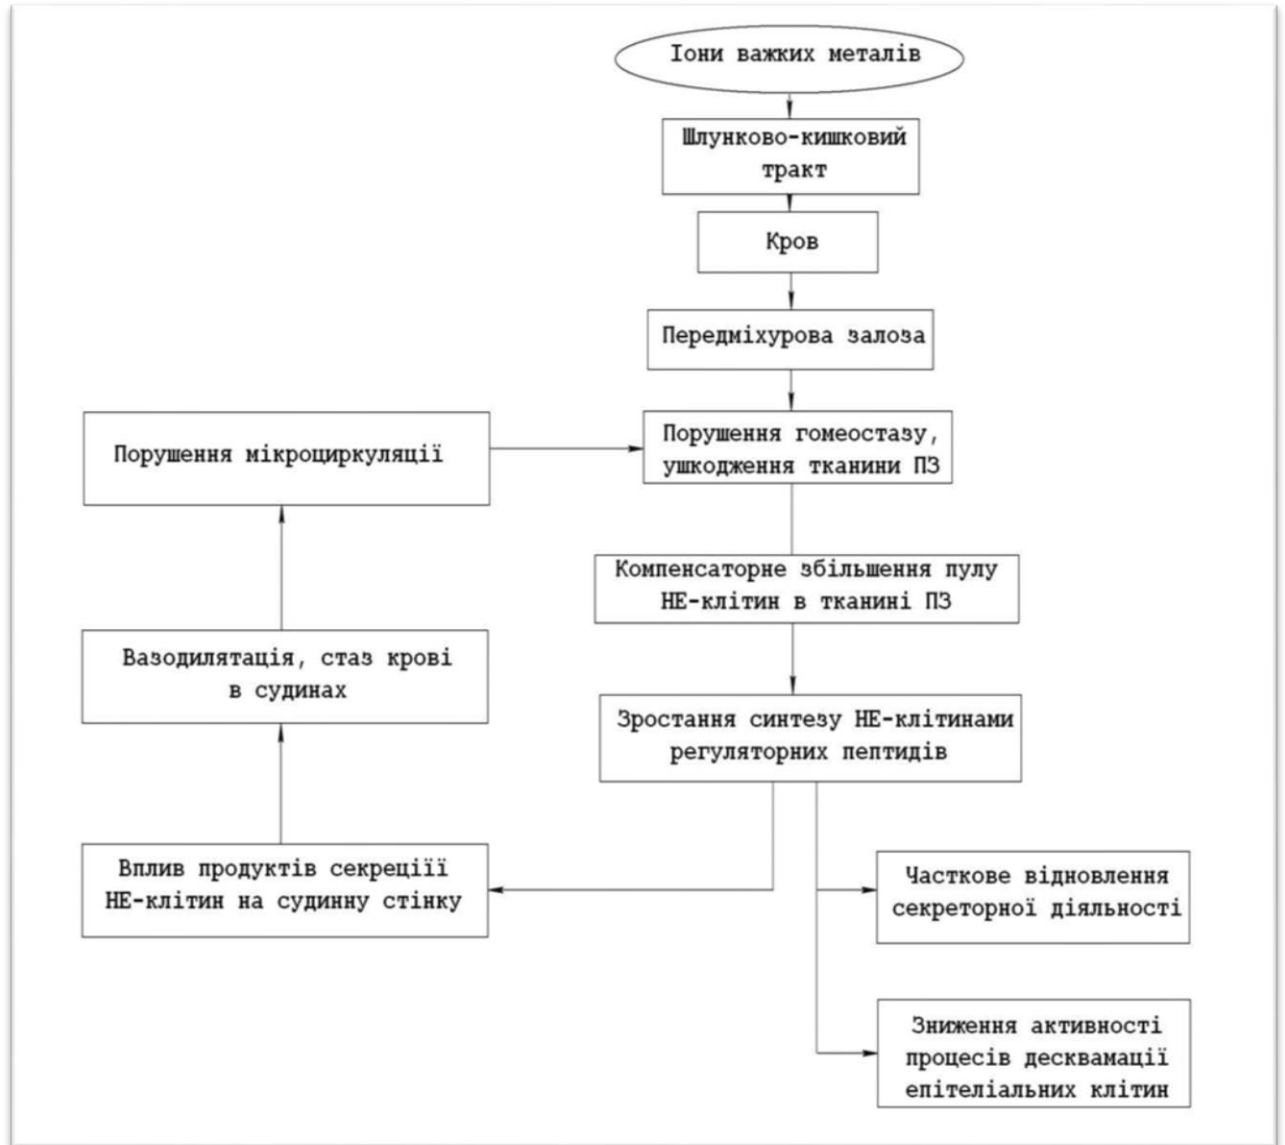 Іони важких металів
Шлунково-кишковий
тракт
Кров
Передміхурова залоза
Порушення мікроциркуляції
Порушення гомеостазу,
ушкодження тканини ПЗ
Компенсаторне збільшення пулу
НЕ-клітин в тканині ПЗ
Вазодилятація, стаз крові
в судинах
Зростання синтезу НЕ-клітинами
регуляторних пептидів
Вплив продуктів секреціїї
НЕ-клітин на судинну стінку
Часткове відновлення
секреторної діяльності
Зниження активності
процесів десквамації
епітеліальних клітин